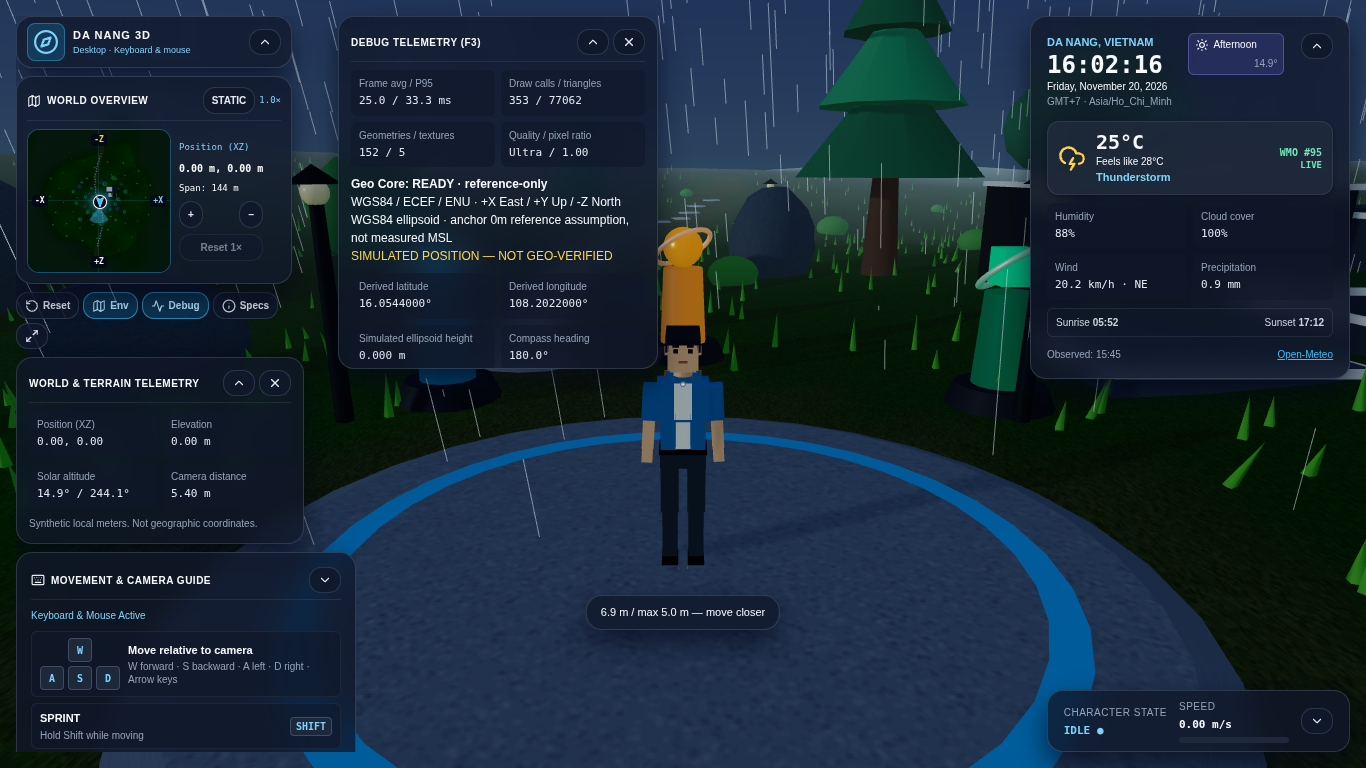 DA NANG 3D
Desktop · Keyboard & mouse
WORLD OVERVIEW
STATIC
1.0×
-Z
-X
+X
+Z
Position (XZ)
0.00 m, 0.00 m
Span: 144 m
+
−
Reset 1×
Reset
Env
Debug
Specs
WORLD & TERRAIN TELEMETRY
Position (XZ)
0.00, 0.00
Elevation
0.00 m
Solar altitude
14.9° / 244.1°
Camera distance
5.40 m
Synthetic local meters. Not geographic coordinates.
MOVEMENT & CAMERA GUIDE
Keyboard & Mouse Active
W
A S D
Move relative to camera
W forward · S backward · A left · D right ·
Arrow keys
SPRINT
Hold Shift while moving
SHIFT
DEBUG TELEMETRY (F3)
Frame avg / P95
25.0 / 33.3 ms
Draw calls / triangles
353 / 77062
Geometries / textures
152 / 5
Quality / pixel ratio
Ultra / 1.00
Geo Core: READY · reference-only
WGS84 / ECEF / ENU · +X East / +Y Up / -Z North
WGS84 ellipsoid · anchor 0m reference assumption,
not measured MSL
SIMULATED POSITION — NOT GEO-VERIFIED
Derived latitude
16.0544000°
Derived longitude
108.2022000°
Simulated ellipsoid height
0.000 m
Compass heading
180.0°
6.9 m / max 5.0 m — move closer
DA NANG, VIETNAM
16:02:16
Friday, November 20, 2026
GMT+7 · Asia/Ho_Chi_Minh
Afternoon
14.9°
25°C
Feels like 28°C
Thunderstorm
WMO #95
LIVE
Humidity
88%
Cloud cover
100%
Wind
20.2 km/h · NE
Precipitation
0.9 mm
Sunrise 05:52
Sunset 17:12
Observed: 15:45
Open-Meteo
CHARACTER STATE
IDLE
SPEED
0.00 m/s